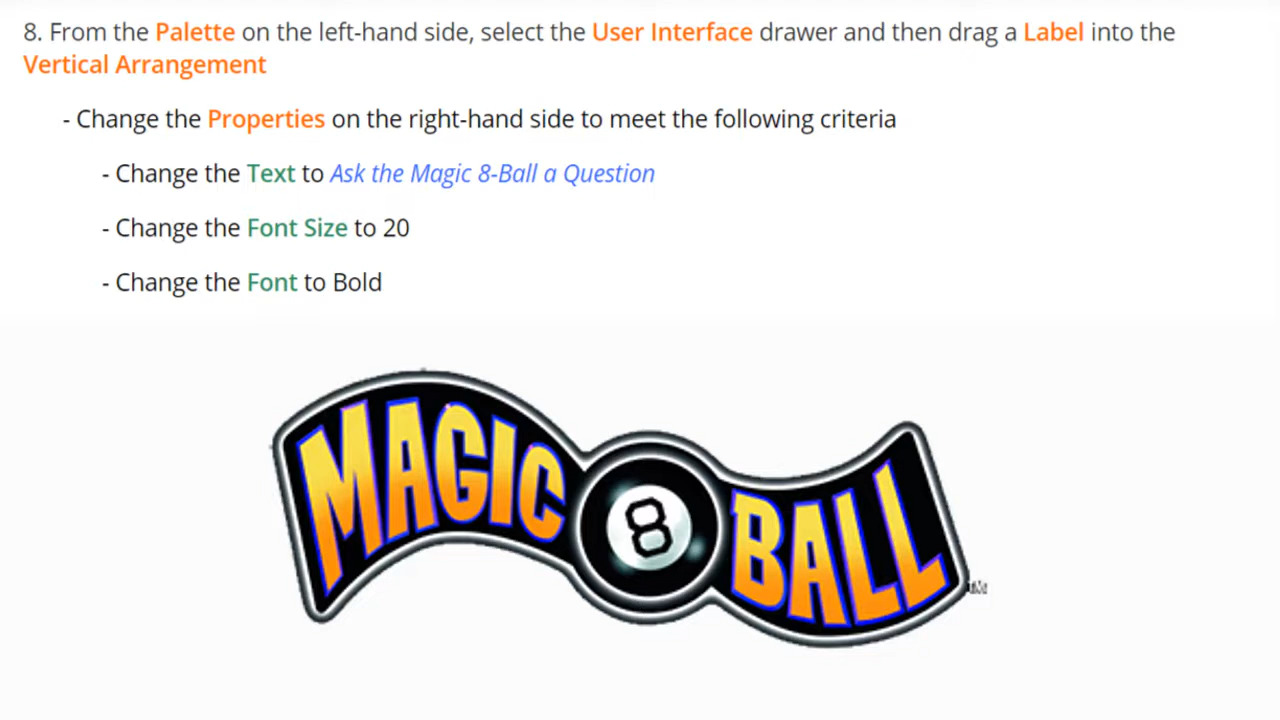 8. From the Palette on the left-hand side, select the User Interface drawer and then drag a Label into the
Vertical Arrangement
- Change the Properties on the right-hand side to meet the following criteria
- Change the Text to Ask the Magic 8-Ball a Question
- Change the Font Size to 20
- Change the Font to Bold
MAGIC 8 BALL